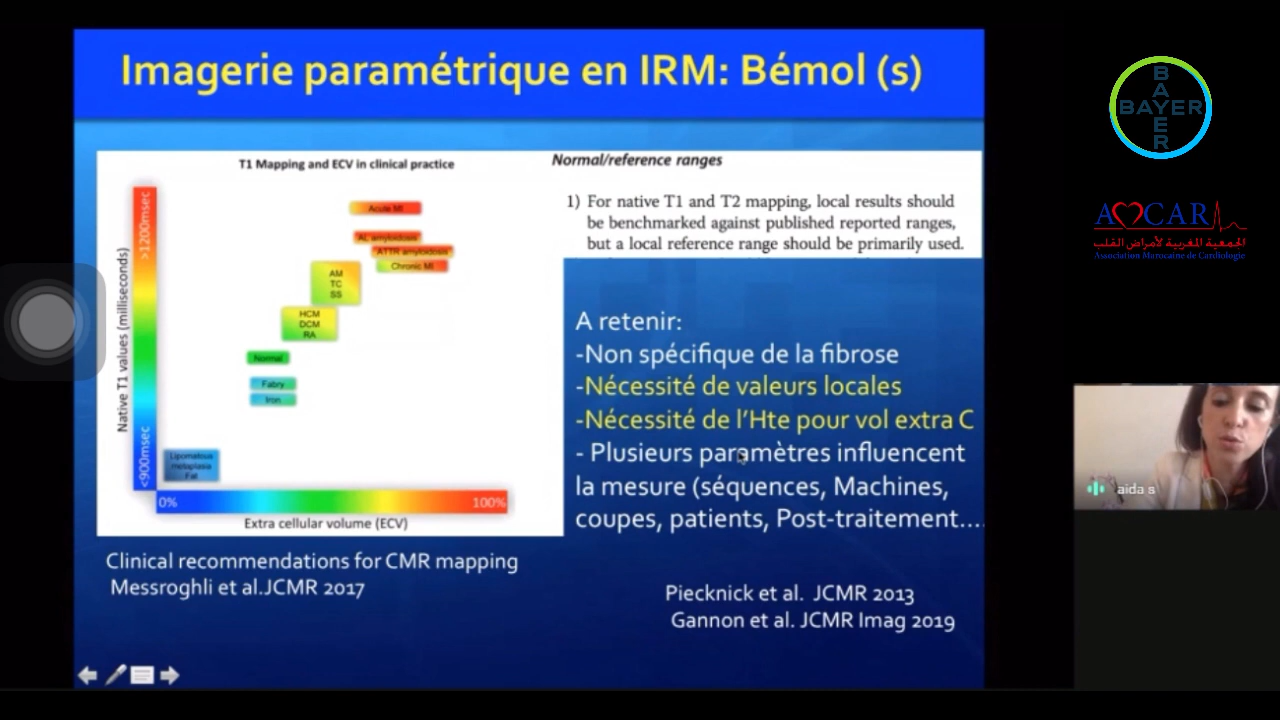 Imagerie paramétrique en IRM: Bémol (s)
T1 Mapping and ECV in clinical practice
Native T1 values (milliseconds)
>1200msec
<900msec
Acute MI
AL amyloidosis
ATTR amyloidosis
Chronic MI
AM
TC
SS
HCM
DCM
RA
Normal
Fabry
Iron
Lipomatous
metaplasia
Fat
0%
100%
Extra cellular volume (ECV)
Normal/reference ranges
1) For native T1 and T2 mapping, local results should
be benchmarked against published reported ranges,
but a local reference range should be primarily used.
A retenir:
-Non spécifique de la fibrose
-Nécessité de valeurs locales
-Nécessité de l'Hte pour vol extra C
- Plusieurs paramètres influencent
la mesure (séquences, Machines,
coupes, patients, Post-traitement....
Clinical recommendations for CMR mapping
Messroghli et al.JCMR 2017
Piecknick et al. JCMR 2013
Gannon et al. JCMR Imag 2019
BAYER
BAYER
AMCAR
الجمعية المغربية لأمراض القلب
Association Marocaine de Cardiologie
aida s